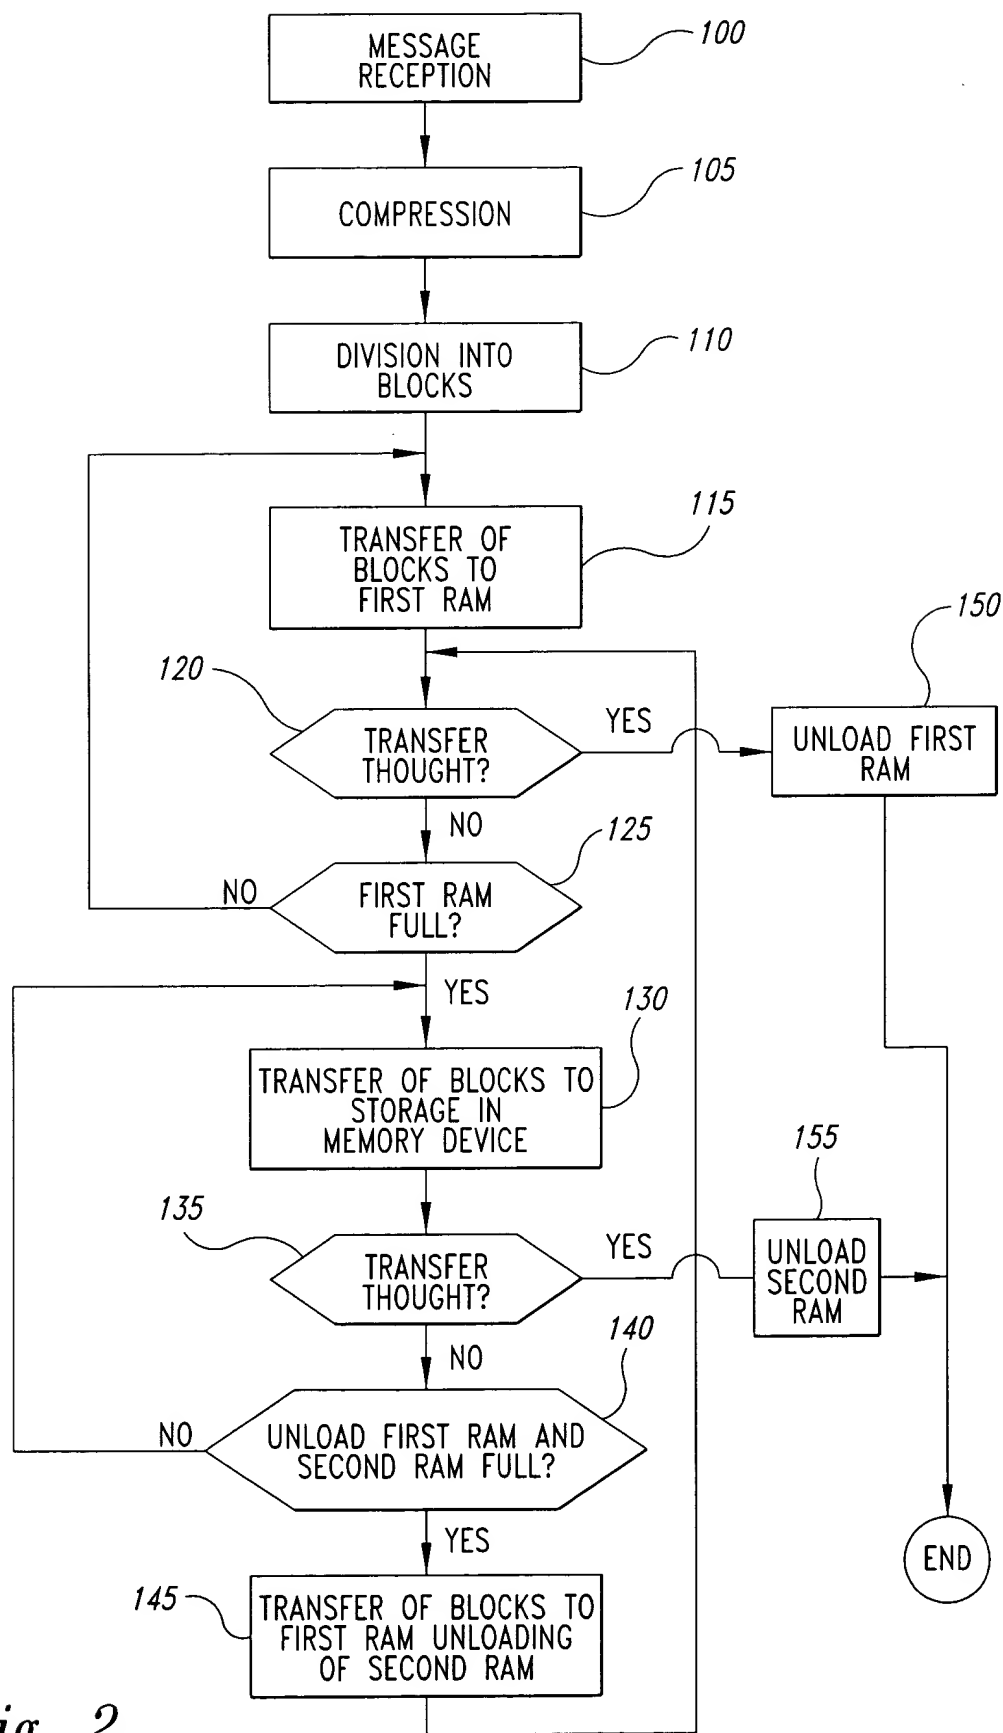 MESSAGE
RECEPTION
100
COMPRESSION
105
DIVISION INTO
BLOCKS
110
TRANSFER OF
BLOCKS TO
FIRST RAM
115
120
TRANSFER
THOUGHT?
YES
UNLOAD FIRST
RAM
150
NO
125
FIRST RAM
FULL?
NO
YES
130
TRANSFER OF BLOCKS TO
STORAGE IN
MEMORY DEVICE
135
TRANSFER
THOUGHT?
YES
155
UNLOAD
SECOND
RAM
NO
140
UNLOAD FIRST RAM AND
SECOND RAM FULL?
NO
YES
END
145
TRANSFER OF BLOCKS TO
FIRST RAM UNLOADING
OF SECOND RAM
ig. 2